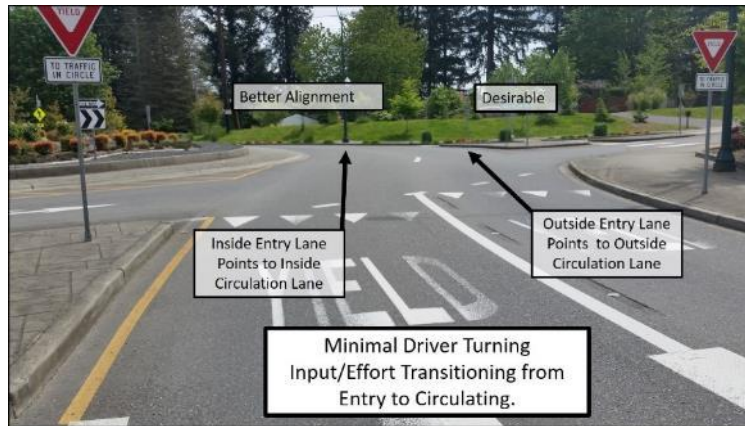 YIELD
TO TRAFFIC
IN CIRCLE
YIELD
TO TRAFFIC
IN CIRCLE
Better Alignment
Desirable
Inside Entry Lane
Points to Inside
Circulation Lane
Outside Entry Lane
Points to Outside
Circulation Lane
YIELD
Minimal Driver Turning
Input/Effort Transitioning from
Entry to Circulating.